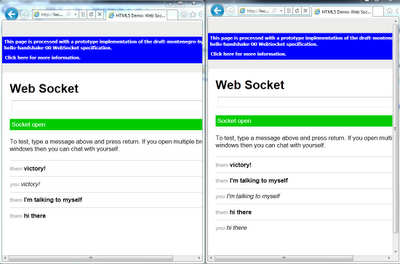 http://loc...
HTML5 Demo: Web Soc...
This page is processed with a prototype implementation of the draft-montenegro-h
hello-handshake-00 WebSocket specification.
Click here for more information.
Web Socket
Socket open
To test, type a message above and press return. If you open multiple br
windows then you can chat with yourself.
them victory!
you victory!
them I'm talking to myself
them hi there
http://loc...
HTML5 Demo: Web Soc...
This page is processed with a prototype implementation of the draft-montene
hello-handshake-00 WebSocket specification.
Click here for more information.
Web Socket
Socket open
To test, type a message above and press return. If you open multi
windows then you can chat with yourself.
them victory!
them I'm talking to myself
you I'm talking to myself
them hi there
you hi there